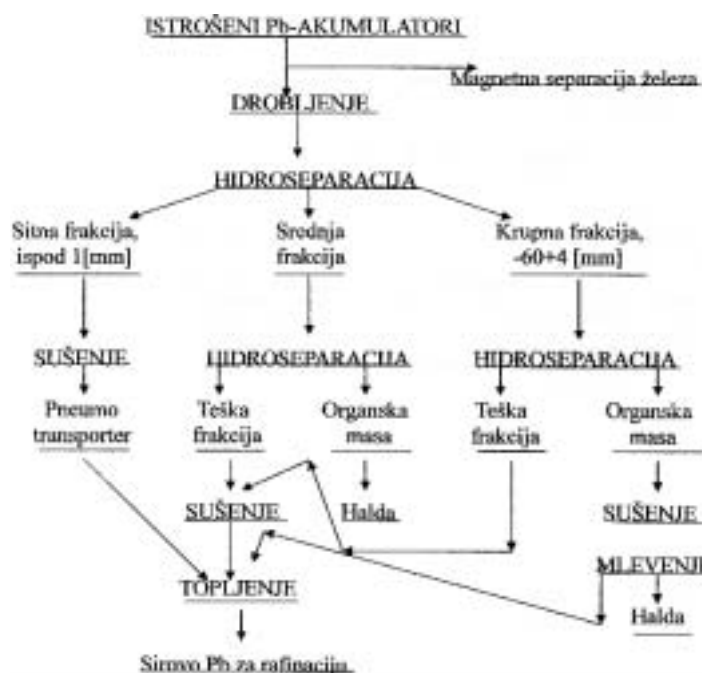 ISTROŠENI Pb-AKUMULATORI
Magnetna separacija železa
DROBLJENJE
HIDROSEPARACIJA
Sitna frakcija,
ispod 1[mm]
Srednja
frakcija
Krupna frakcija,
-60+4 [mm]
SUŠENJE
HIDROSEPARACIJA
HIDROSEPARACIJA
Pneumo
transporter
Teška
frakcija
Organska
masa
Teška
frakcija
Organska
masa
SUŠENJE
Halda
SUŠENJE
MLEVENJE
TOPLJENJE
Halda
Sirovo Pb za rafinaciju